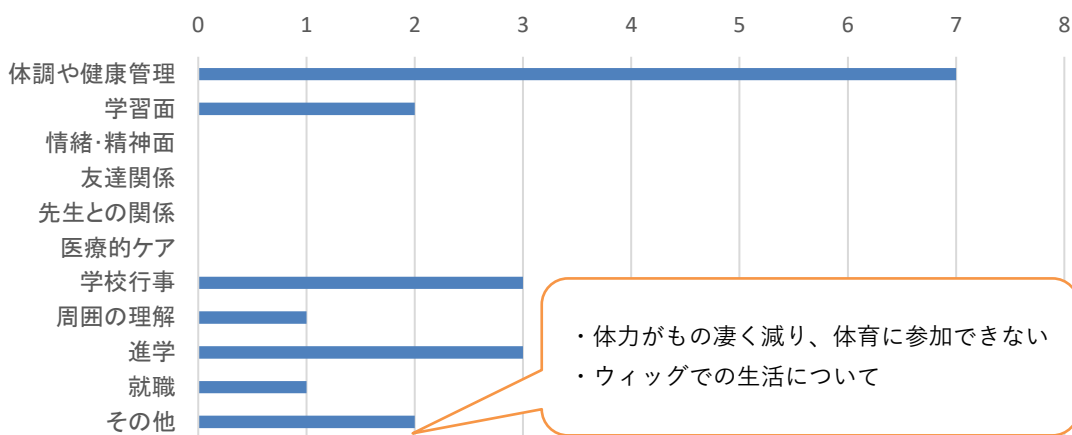 0 1 2 3 4 5 6 7 8
体調や健康管理
学習面
情緒・精神面
友達関係
先生との関係
医療的ケア
学校行事
周囲の理解
進学
就職
その他
・体力がもの凄く減り、体育に参加できない
・ウィッグでの生活について